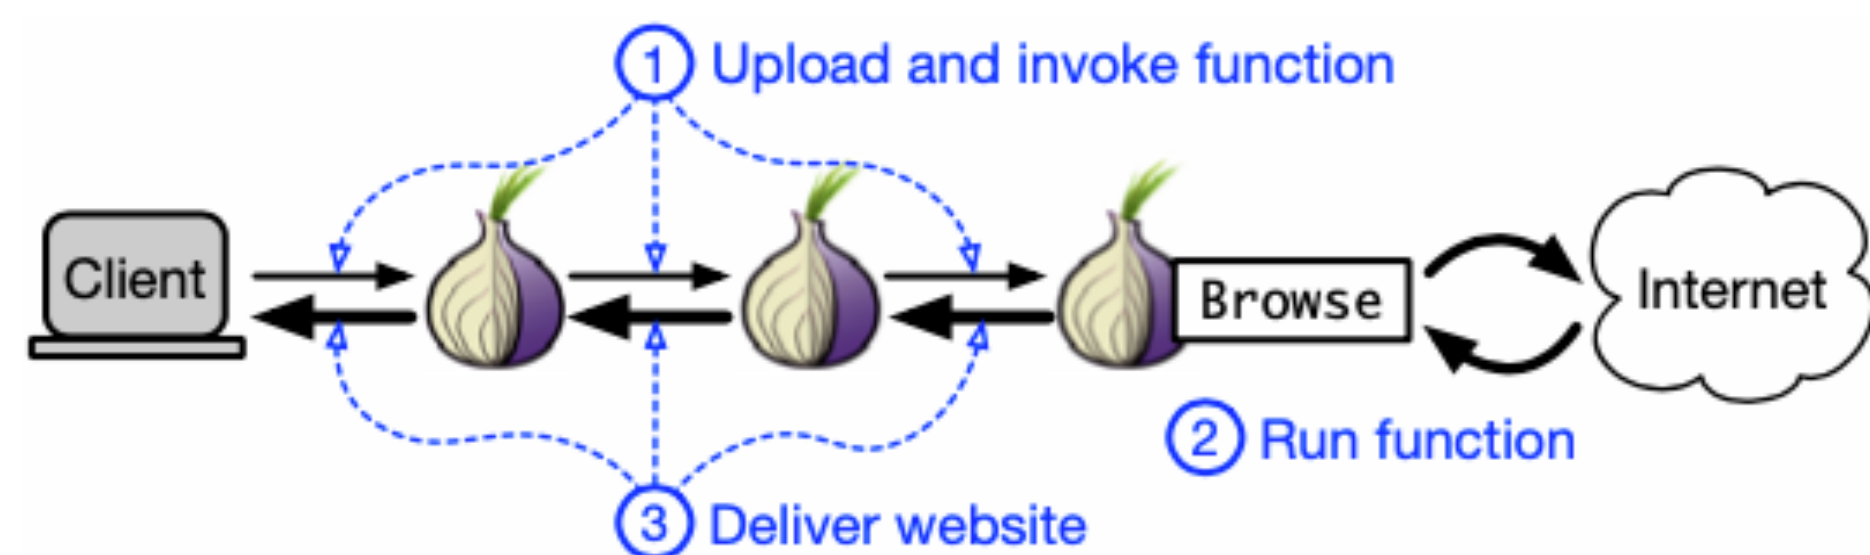 1 Upload and invoke function
Client
Browse
Internet
2 Run function
3 Deliver website